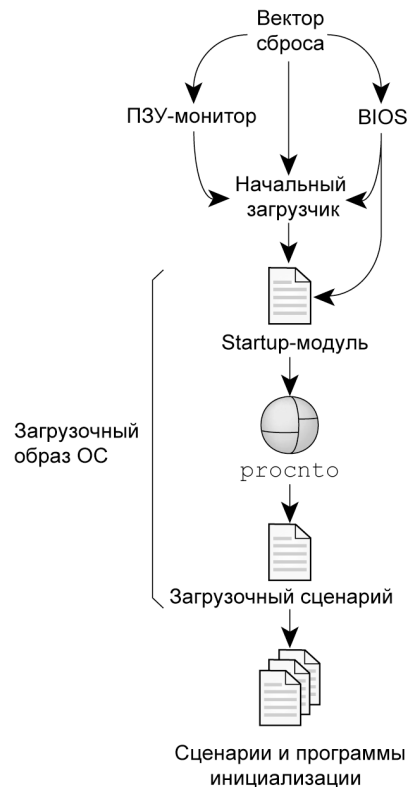 Вектор
сброса
ПЗУ-монитор
BIOS
Начальный
загрузчик
Startup-модуль
Загрузочный
образ ОС
procnto
Загрузочный сценарий
Сценарии и программы
инициализации